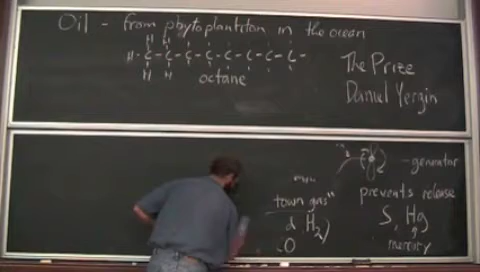 Oil - from phytoplankton in the ocean
H H
H - C - C - C - C - C - C - C - C -
H H
octane
The Prize
Daniel Yergin
generator
"town gas"
H2)
prevents release
S, Hg
mercury